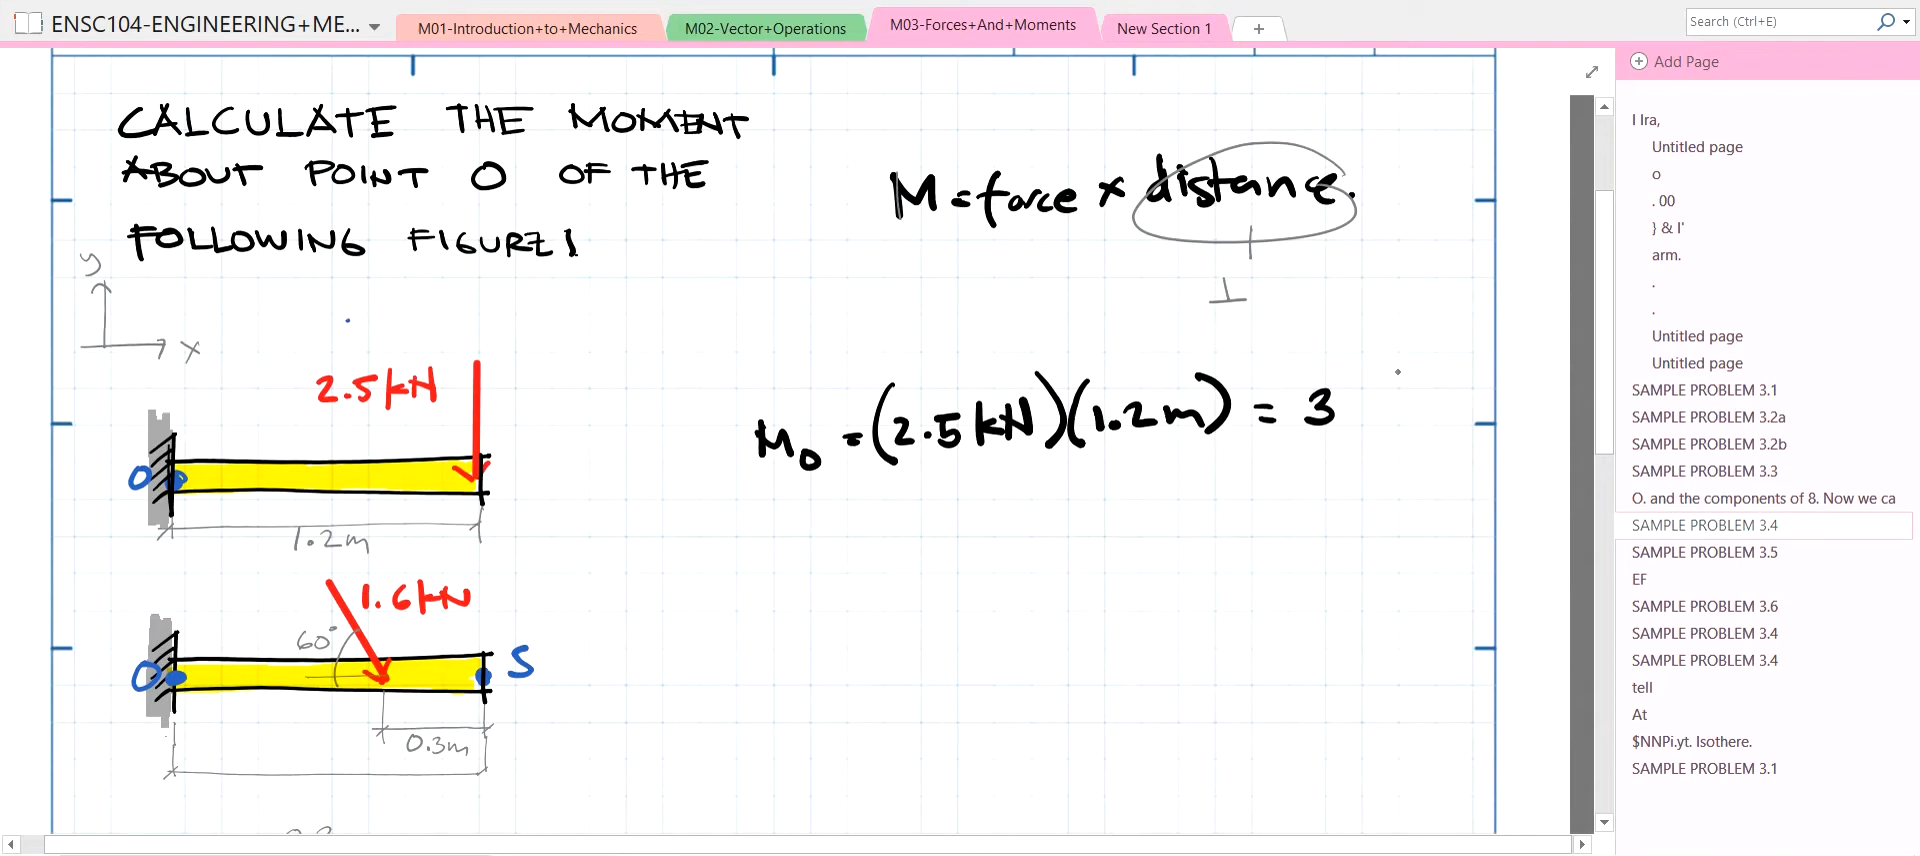 ENSC104-ENGINEERING+ME...
M01-Introduction+to+Mechanics
M02-Vector+Operations
M03-Forces+And+Moments
New Section 1
+
Search (Ctrl+E)
Add Page
CALCULATE THE MOMENT
ABOUT POINT O OF THE
FOLLOWING FIGURE1
M = force × distance.
⊥
y
x
2.5kN
O
1.2m
M₀ = (2.5kN)(1.2m) = 3
1.6kN
60°
O
S
0.3m
I Ira,
Untitled page
o
. 00
} & I'
arm.
.
.
Untitled page
Untitled page
SAMPLE PROBLEM 3.1
SAMPLE PROBLEM 3.2a
SAMPLE PROBLEM 3.2b
SAMPLE PROBLEM 3.3
O. and the components of 8. Now we ca
SAMPLE PROBLEM 3.4
SAMPLE PROBLEM 3.5
EF
SAMPLE PROBLEM 3.6
SAMPLE PROBLEM 3.4
SAMPLE PROBLEM 3.4
tell
At
$NNPi.yt. Isothere.
SAMPLE PROBLEM 3.1